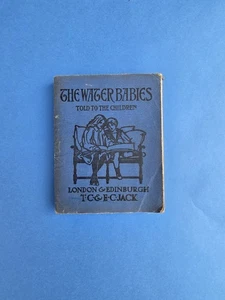 THE WATER BABIES
TOLD TO THE CHILDREN
LONDON & EDINBURGH
T.C. & E.C. JACK